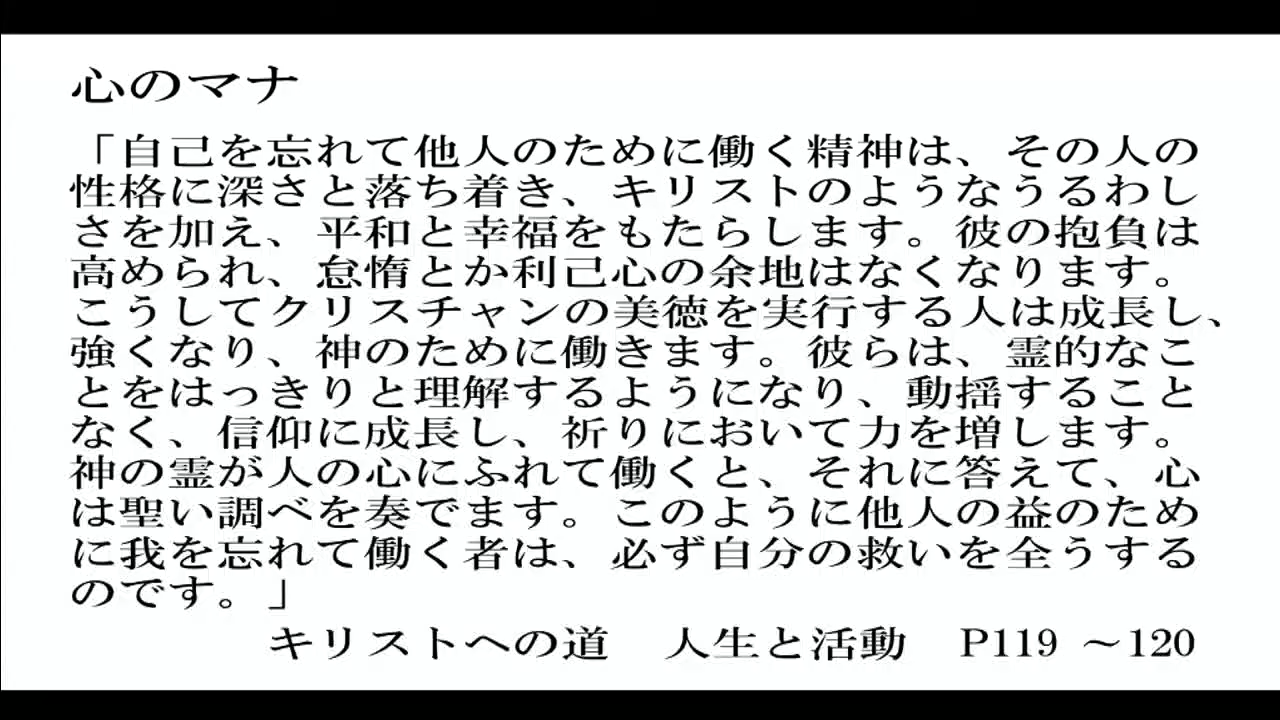 心のマナ
「自己を忘れて他人のために働く精神は、その人の
性格に深さと落ち着き、キリストのようなうるわし
さを加え、平和と幸福をもたらします。彼の抱負は
高められ、怠惰とか利己心の余地はなくなります。
こうしてクリスチャンの美徳を実行する人は成長し、
強くなり、神のために働きます。彼らは、霊的なこ
とをはっきりと理解するようになり、動揺すること
なく、信仰に成長し、祈りにおいて力を増します。
神の霊が人の心にふれて働くと、それに答えて、心
は聖い調べを奏でます。このように他人の益のため
に我を忘れて働く者は、必ず自分の救いを全うする
のです。」
キリストへの道　人生と活動　P119 ～120